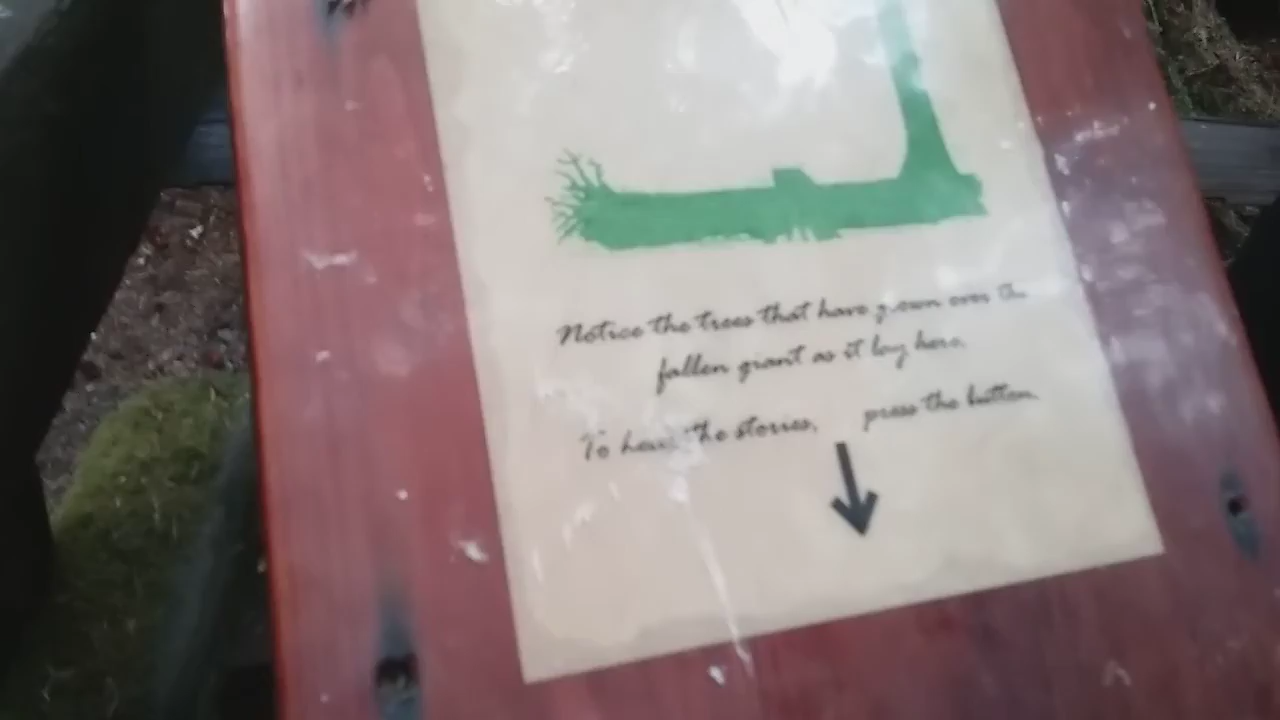 Notice the trees that have grown over the
fallen giant as it lay here.
To hear the stories, press the button.